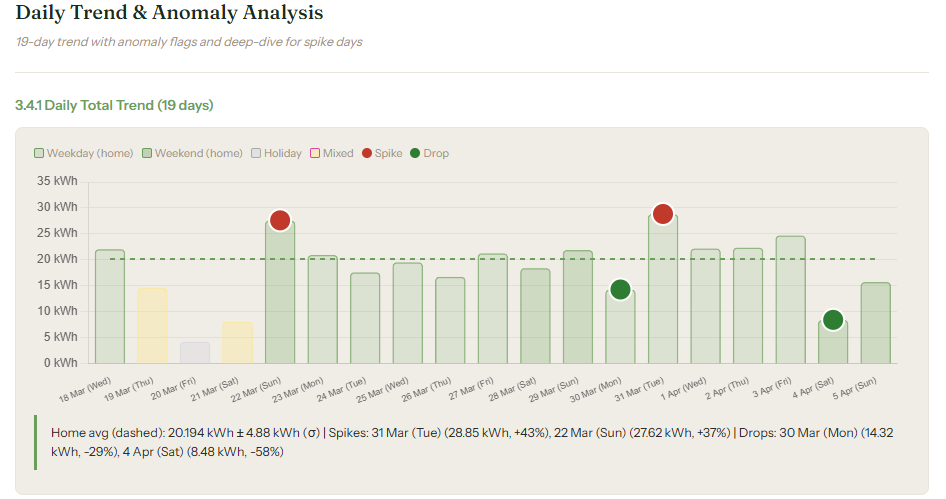 Daily Trend & Anomaly Analysis
19-day trend with anomaly flags and deep-dive for spike days
3.4.1 Daily Total Trend (19 days)
Weekday (home) Weekend (home) Holiday Mixed Spike Drop
35 kWh
30 kWh
25 kWh
20 kWh
15 kWh
10 kWh
5 kWh
0 kWh
18 Mar (Wed) 19 Mar (Thu) 20 Mar (Fri) 21 Mar (Sat) 22 Mar (Sun) 23 Mar (Mon) 24 Mar (Tue) 25 Mar (Wed) 26 Mar (Thu) 27 Mar (Fri) 28 Mar (Sat) 29 Mar (Sun) 30 Mar (Mon) 31 Mar (Tue) 1 Apr (Wed) 2 Apr (Thu) 3 Apr (Fri) 4 Apr (Sat) 5 Apr (Sun)
Home avg (dashed): 20.194 kWh ± 4.88 kWh (σ) | Spikes: 31 Mar (Tue) (28.85 kWh, +43%), 22 Mar (Sun) (27.62 kWh, +37%) | Drops: 30 Mar (Mon) (14.32
kWh, -29%), 4 Apr (Sat) (8.48 kWh, -58%)